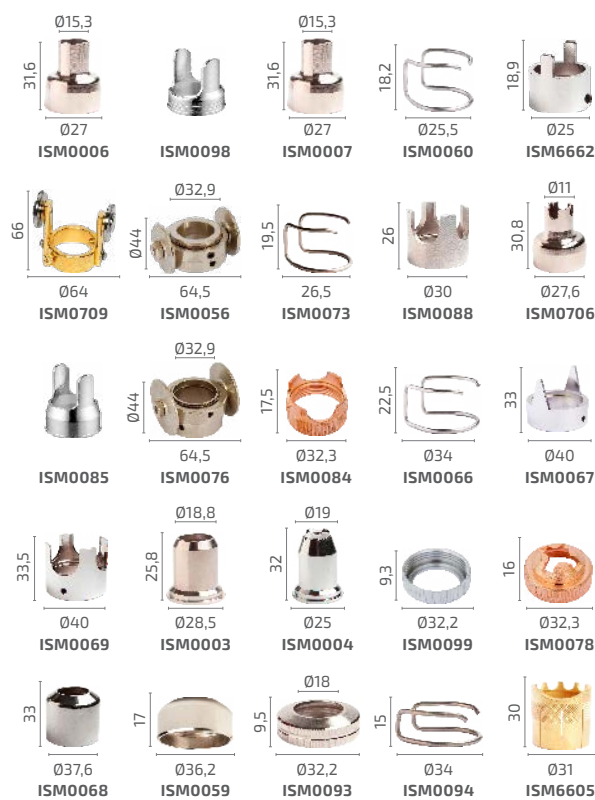 Ø15,3
31,6
Ø27
ISM0006
ISM0098
Ø15,3
31,6
Ø27
ISM0007
18,2
Ø25,5
ISM0060
18,9
Ø25
ISM6662
66
Ø64
ISM0709
Ø32,9
Ø44
64,5
ISM0056
19,5
26,5
ISM0073
26
Ø30
ISM0088
Ø11
30,8
Ø27,6
ISM0706
ISM0085
Ø32,9
Ø44
64,5
ISM0076
17,5
Ø32,3
ISM0084
22,5
Ø34
ISM0066
33
Ø40
ISM0067
33,5
Ø40
ISM0069
Ø18,8
25,8
Ø28,5
ISM0003
Ø19
32
Ø25
ISM0004
9,3
Ø32,2
ISM0099
16
Ø32,3
ISM0078
33
Ø37,6
ISM0068
17
Ø36,2
ISM0059
Ø18
9,5
Ø32,2
ISM0093
15
Ø34
ISM0094
30
Ø31
ISM6605